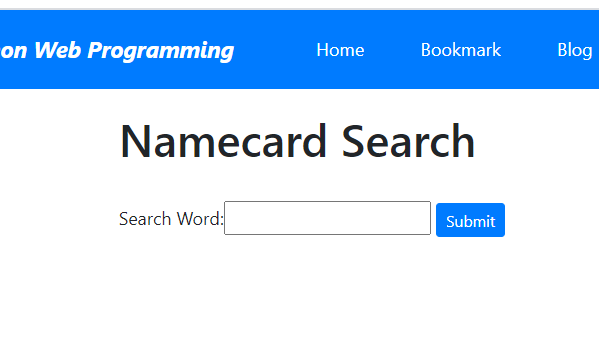 on Web Programming Home Bookmark Blog
Namecard Search
Search Word: Submit